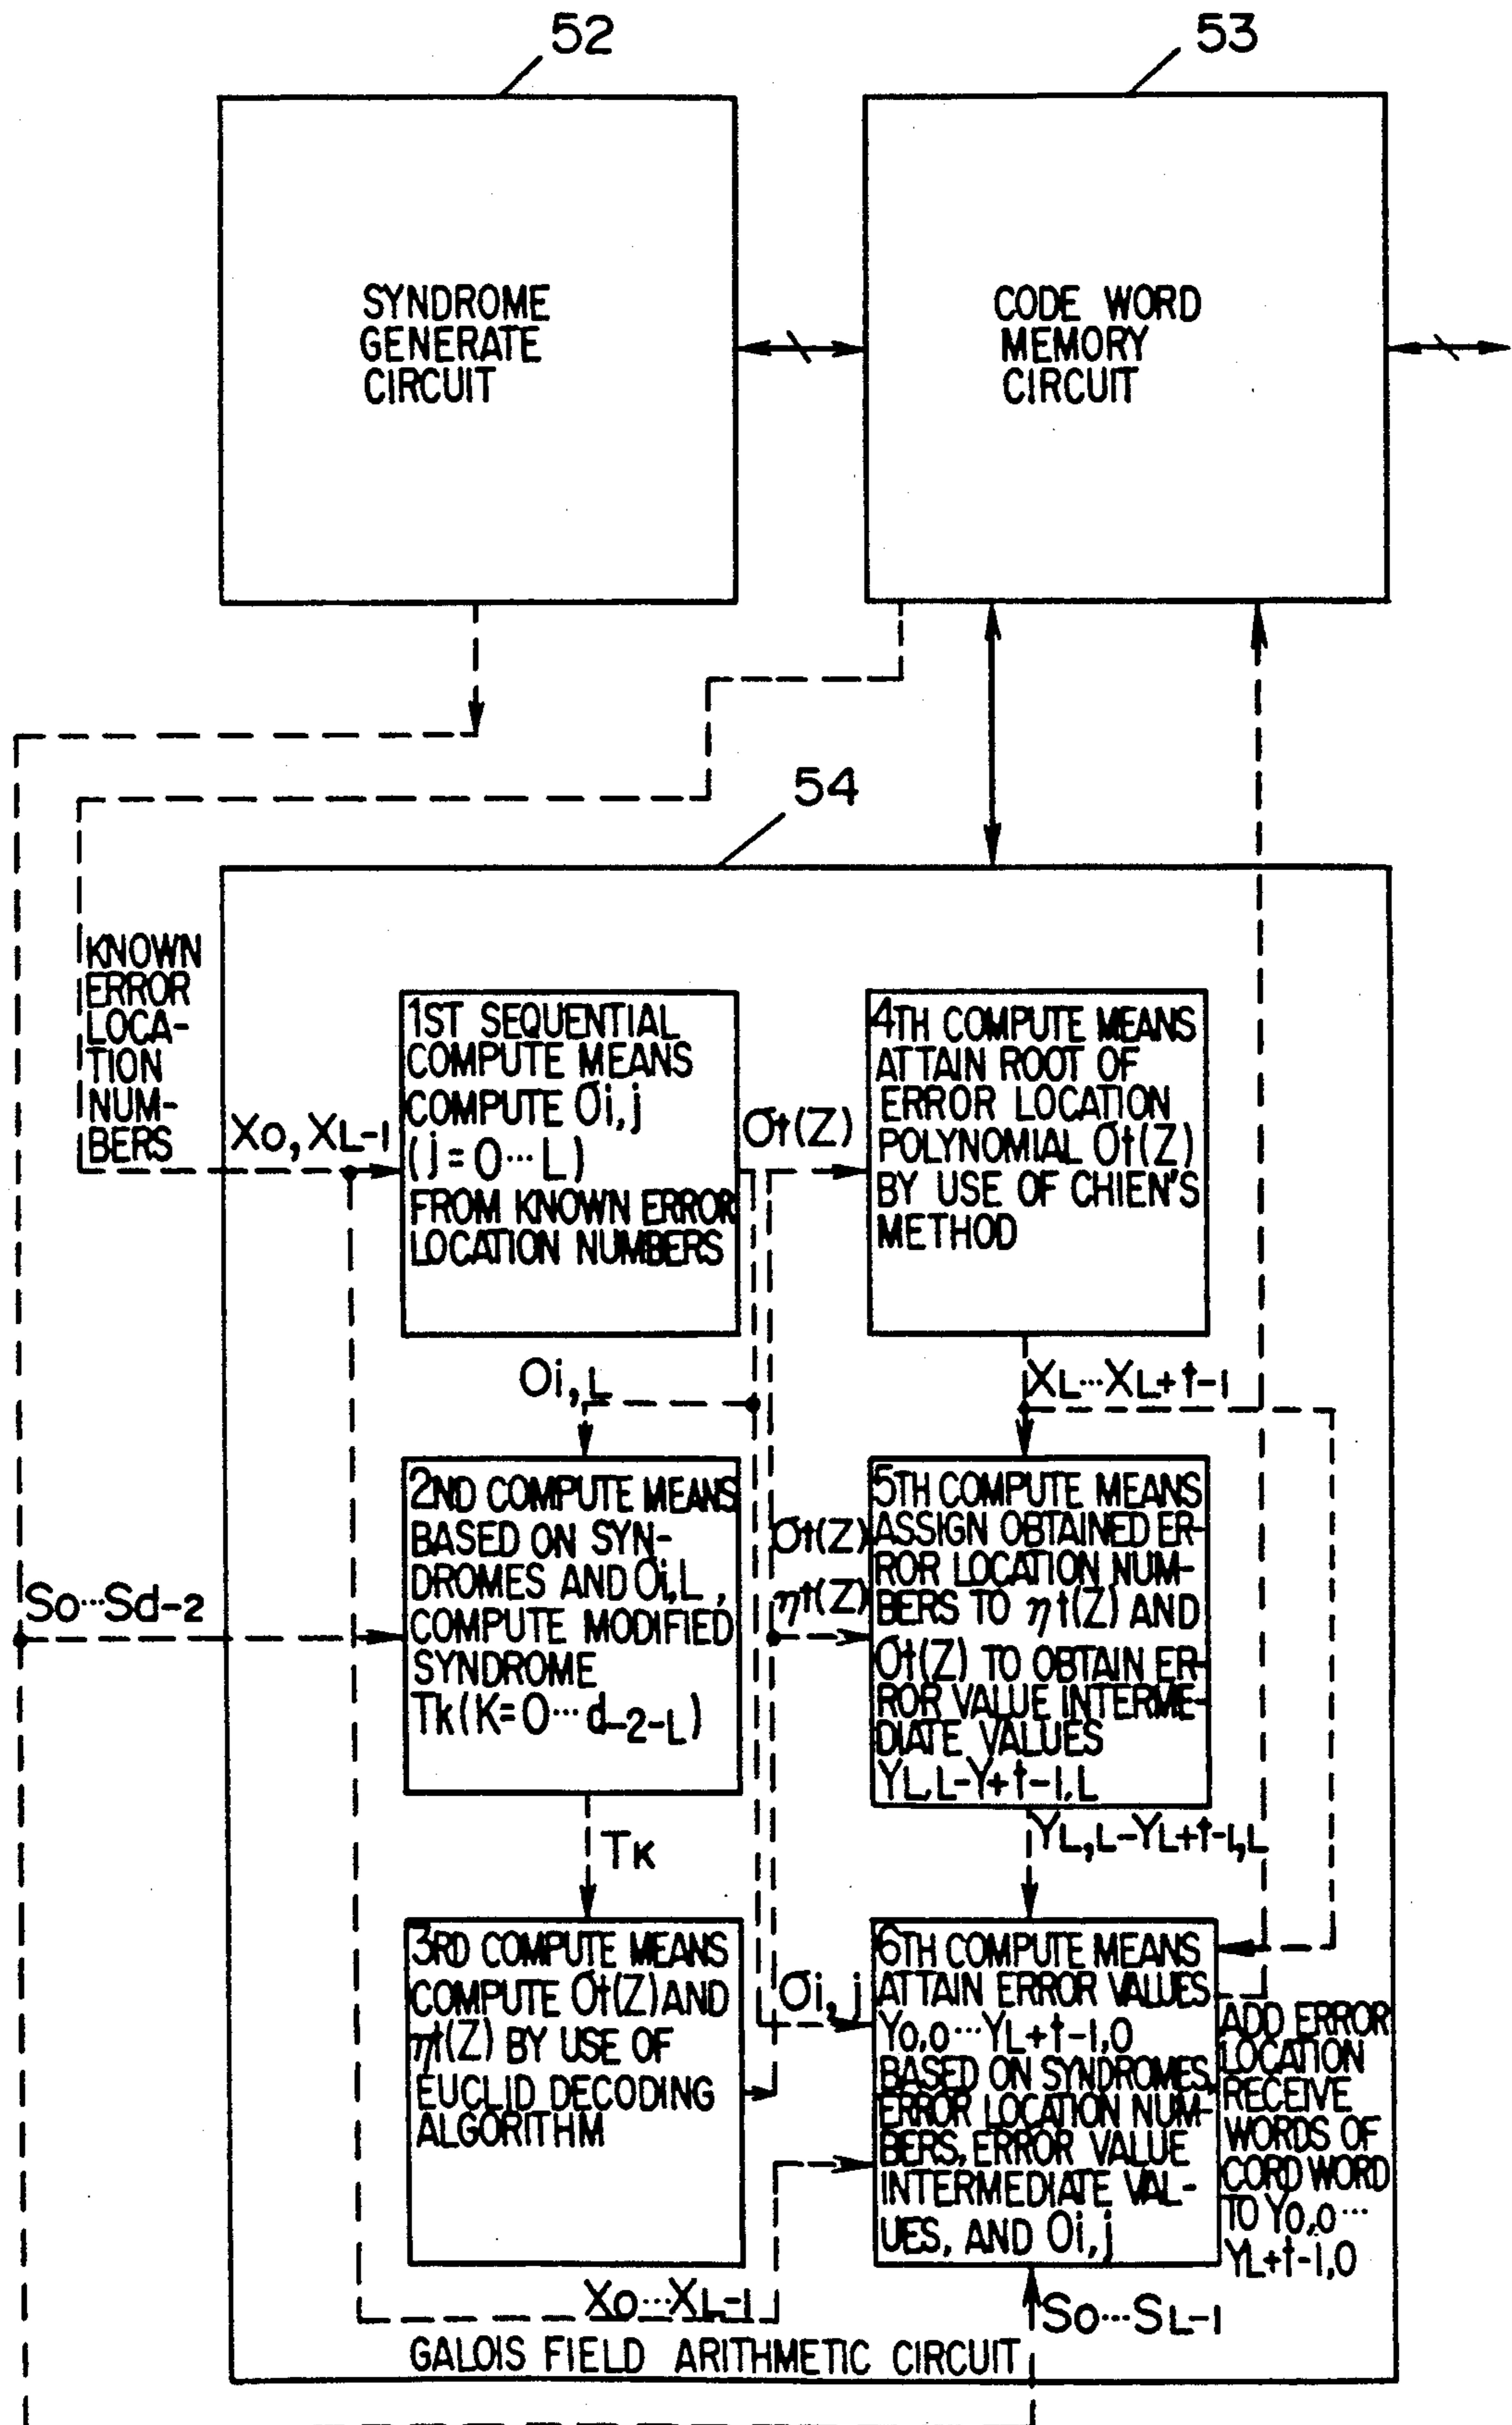 52
53
SYNDROME
GENERATE
CIRCUIT
CODE WORD
MEMORY
CIRCUIT
54
KNOWN
ERROR
LOCA-
TION
NUM-
BERS
X0, XL-1
1ST SEQUENTIAL
COMPUTE MEANS
COMPUTE σi,j
(j=0···L)
FROM KNOWN ERROR
LOCATION NUMBERS
σt(Z)
4TH COMPUTE MEANS
ATTAIN ROOT OF
ERROR LOCATION
POLYNOMIAL σt(Z)
BY USE OF CHIEN'S
METHOD
σi,L
XL···XL+t-1
2ND COMPUTE MEANS
BASED ON SYN-
DROMES AND σi,L,
COMPUTE MODIFIED
SYNDROME
Tk(K=0···d-2-L)
S0···Sd-2
σt(Z)
ηt(Z)
5TH COMPUTE MEANS
ASSIGN OBTAINED ER-
ROR LOCATION NUM-
BERS TO ηt(Z) AND
σt(Z) TO OBTAIN ER-
ROR VALUE INTERME-
DIATE VALUES
YL,L-Y+t-1,L
TK
YL,L-YL+t-1,L
3RD COMPUTE MEANS
COMPUTE σt(Z) AND
ηt(Z) BY USE OF
EUCLID DECODING
ALGORITHM
σi,j
6TH COMPUTE MEANS
ATTAIN ERROR VALUES
Y0,0···YL+t-1,0
BASED ON SYNDROMES,
ERROR LOCATION NUM-
BERS, ERROR VALUE
INTERMEDIATE VAL-
UES, AND σi,j
ADD ERROR
LOCATION
RECEIVE
WORDS OF
CORD WORD
TO Y0,0···
YL+t-1,0
X0···XL-1
S0···SL-1
GALOIS FIELD ARITHMETIC CIRCUIT